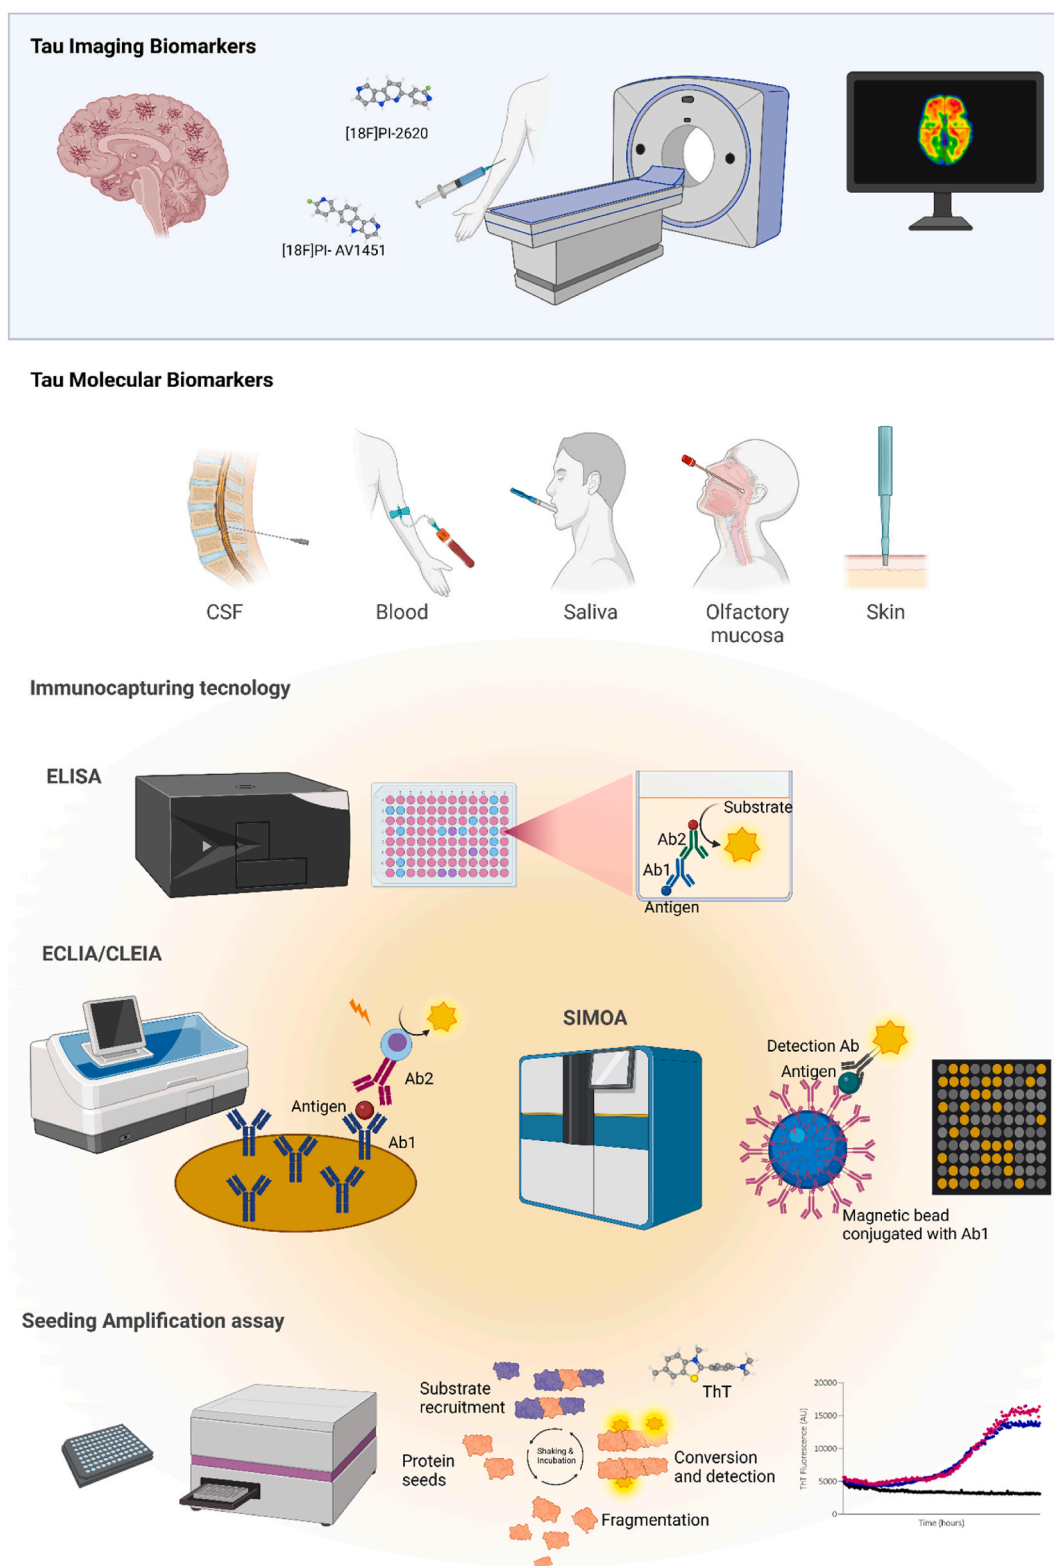 Tau Imaging Biomarkers
[18F]PI-2620
[18F]PI- AV1451
Tau Molecular Biomarkers
CSF
Blood
Saliva
Olfactory
mucosa
Skin
Immunocapturing tecnology
ELISA
Substrate
Ab2
Ab1
Antigen
ECLIA/CLEIA
Ab2
Antigen
Ab1
SIMOA
Detection Ab
Antigen
Magnetic bead
conjugated with Ab1
Seeding Amplification assay
Substrate
recruitment
ThT
Protein
seeds
Shaking &
Incubation
Conversion
and detection
Fragmentation
ThT Fluorescence (AU)
20000
15000
10000
5000
0
Time (hours)